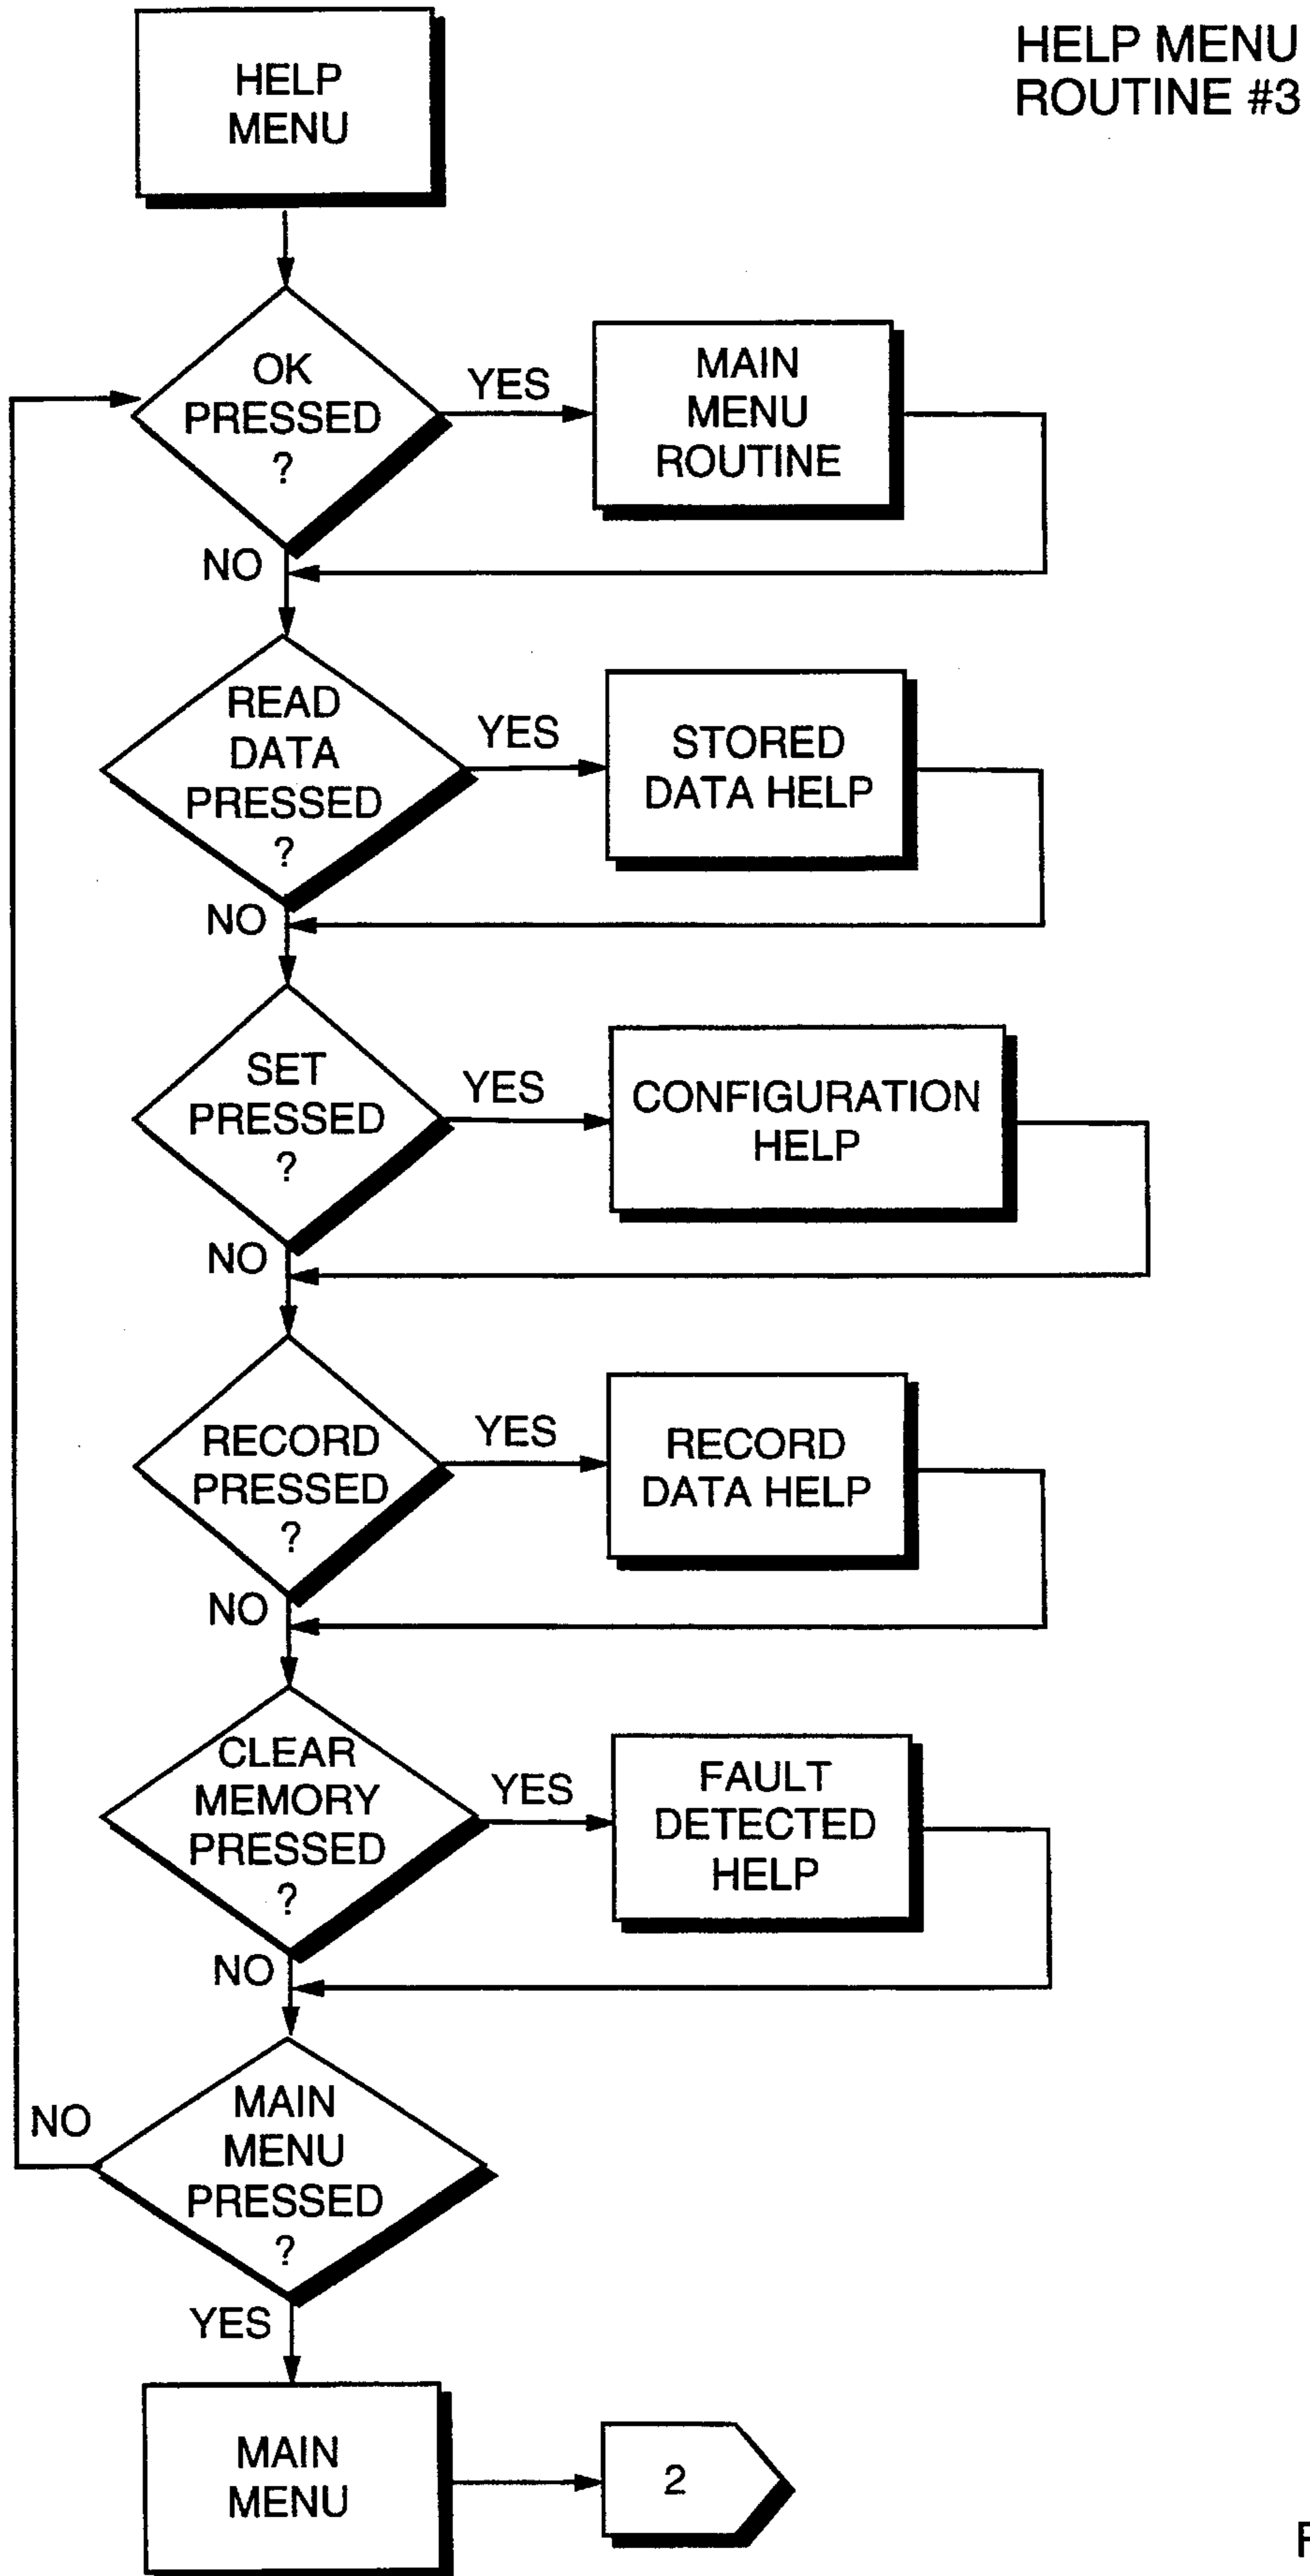 HELP MENU
ROUTINE #3
HELP
MENU
OK
PRESSED
?
YES
MAIN
MENU
ROUTINE
NO
READ
DATA
PRESSED
?
YES
STORED
DATA HELP
NO
SET
PRESSED
?
YES
CONFIGURATION
HELP
NO
RECORD
PRESSED
?
YES
RECORD
DATA HELP
NO
CLEAR
MEMORY
PRESSED
?
YES
FAULT
DETECTED
HELP
NO
MAIN
MENU
PRESSED
?
NO
YES
MAIN
MENU
2